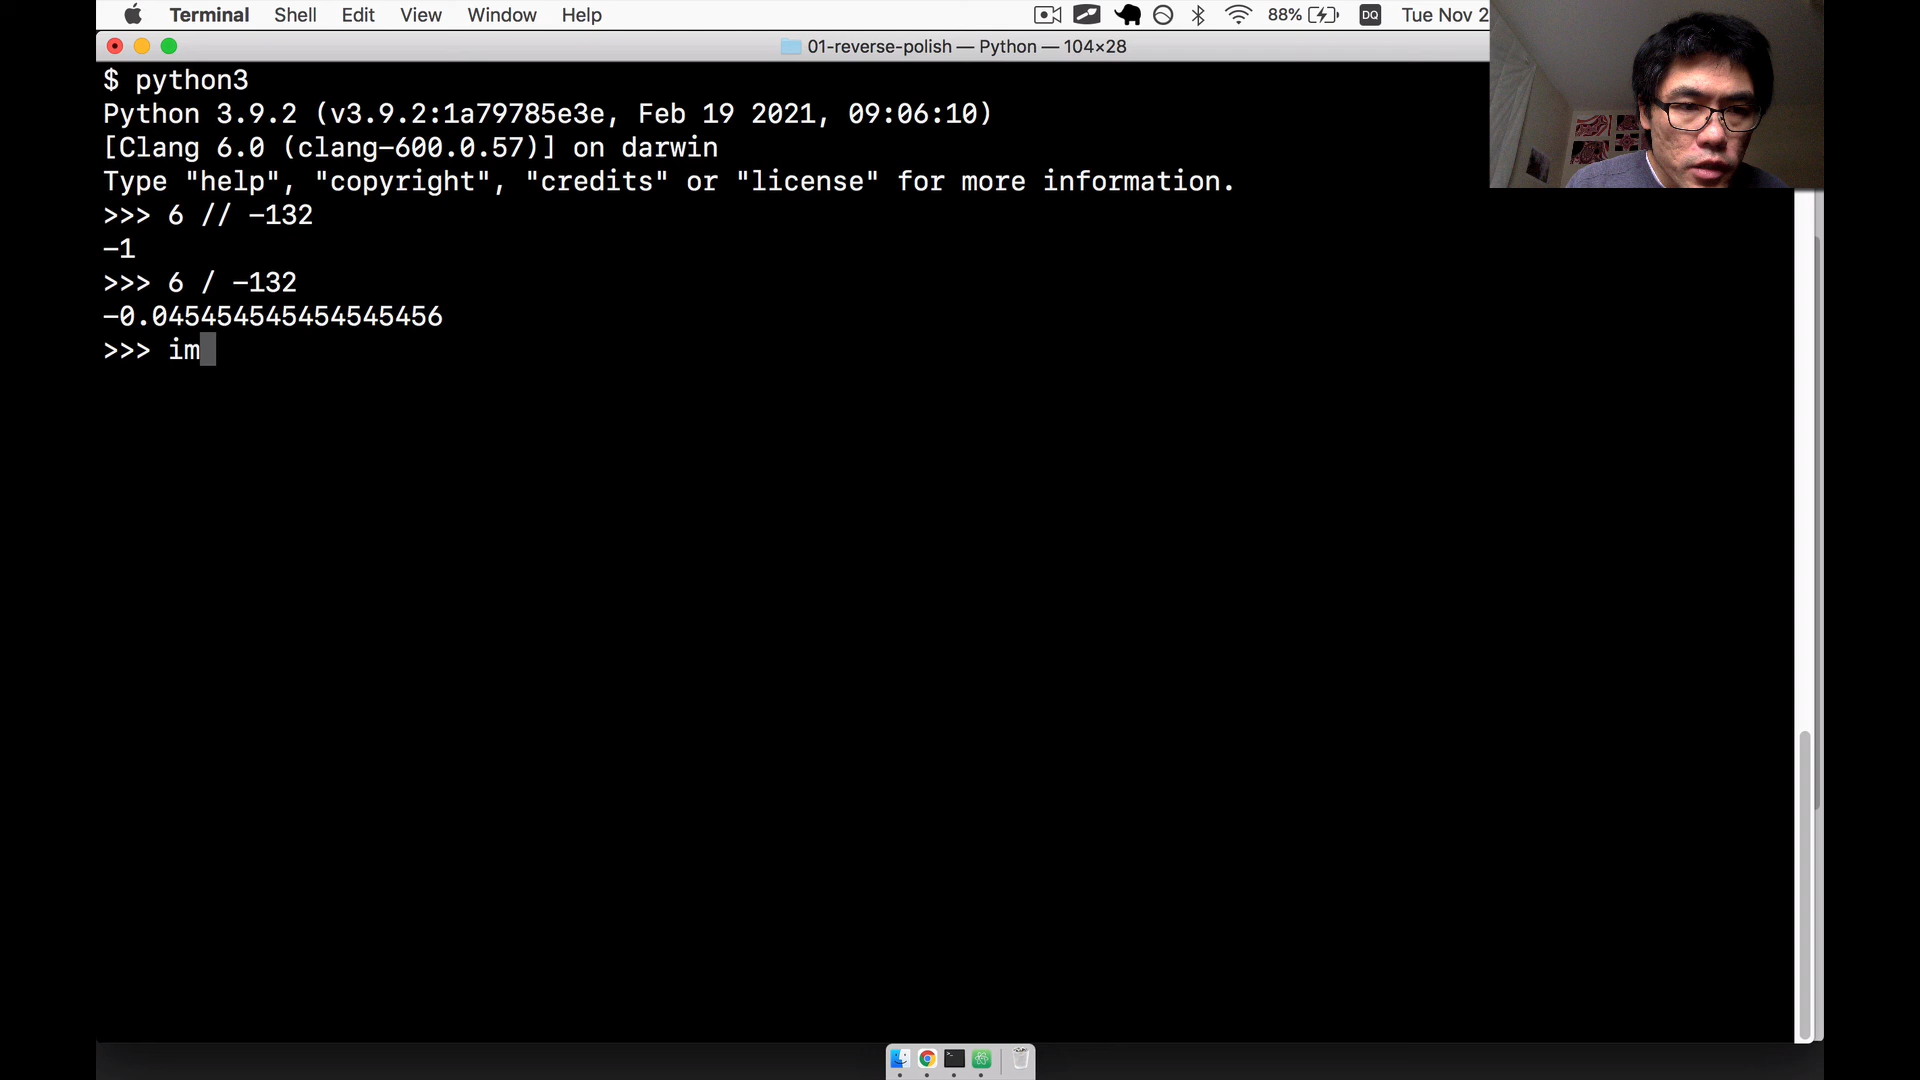 Terminal Shell Edit View Window Help 88% DQ Tue Nov 2
01-reverse-polish — Python — 104×28
$ python3
Python 3.9.2 (v3.9.2:1a79785e3e, Feb 19 2021, 09:06:10)
[Clang 6.0 (clang-600.0.57)] on darwin
Type "help", "copyright", "credits" or "license" for more information.
>>> 6 // -132
-1
>>> 6 / -132
-0.045454545454545456
>>> im